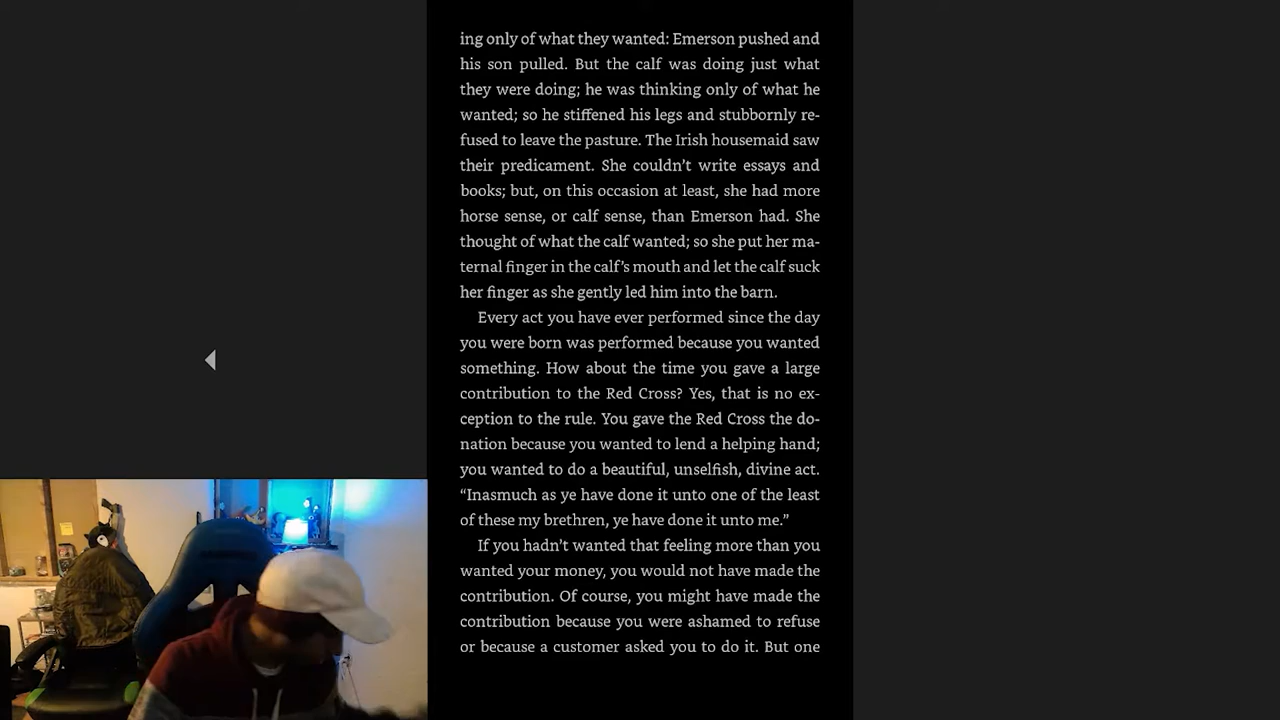 ing only of what they wanted: Emerson pushed and
his son pulled. But the calf was doing just what
they were doing; he was thinking only of what he
wanted; so he stiffened his legs and stubbornly re-
fused to leave the pasture. The Irish housemaid saw
their predicament. She couldn’t write essays and
books; but, on this occasion at least, she had more
horse sense, or calf sense, than Emerson had. She
thought of what the calf wanted; so she put her ma-
ternal finger in the calf’s mouth and let the calf suck
her finger as she gently led him into the barn.
Every act you have ever performed since the day
you were born was performed because you wanted
something. How about the time you gave a large
contribution to the Red Cross? Yes, that is no ex-
ception to the rule. You gave the Red Cross the do-
nation because you wanted to lend a helping hand;
you wanted to do a beautiful, unselfish, divine act.
“Inasmuch as ye have done it unto one of the least
of these my brethren, ye have done it unto me.”
If you hadn’t wanted that feeling more than you
wanted your money, you would not have made the
contribution. Of course, you might have made the
contribution because you were ashamed to refuse
or because a customer asked you to do it. But one